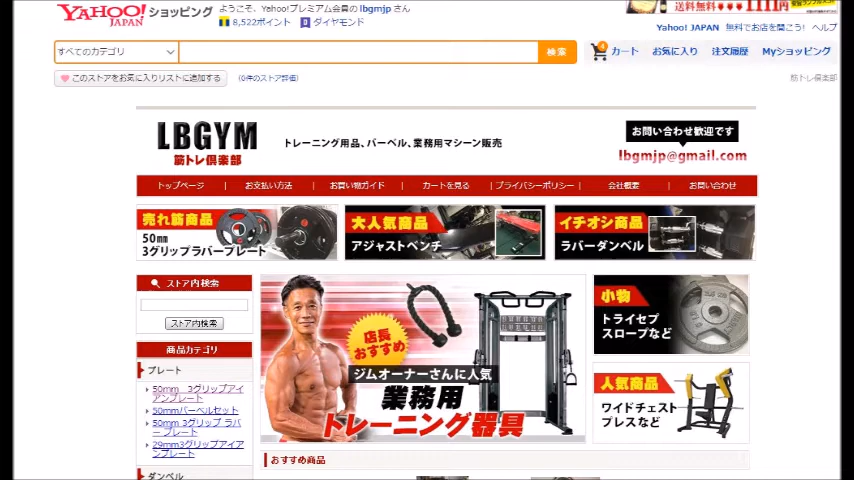 YAHOO! JAPAN ショッピング
ようこそ、Yahoo!プレミアム会員の lbgmjp さん
8,522ポイント ダイヤモンド
送料無料 1111円
Yahoo! JAPAN 無料でお店を開こう! ヘルプ
すべてのカテゴリ
検索
4
カート お気に入り 注文履歴 Myショッピング
このストアをお気に入りリストに追加する (0件のストア評価)
筋トレ倶楽部
LBGYM
筋トレ倶楽部
トレーニング用品、バーベル、業務用マシーン販売
お問い合わせ歓迎です
lbgmjp@gmail.com
トップページ | お支払い方法 | お買い物ガイド | カートを見る | プライバシーポリシー | 会社概要 | お問い合わせ
売れ筋商品
50mm
3グリップラバープレート
大人気商品
アジャストベンチ
イチオシ商品
ラバーダンベル
ストア内検索
ストア内検索
商品カテゴリ
プレート
50mm 3グリップアイ
アンプレート
50mmバーベルセット
50mm 3グリップ ラバ
ー プレート
29mm3グリップアイア
ンプレート
ダンベル
店長
おすすめ
ジムオーナーさんに人気
業務用
トレーニング器具
小物
トライセプ
スロープなど
人気商品
ワイドチェスト
プレスなど
おすすめ商品